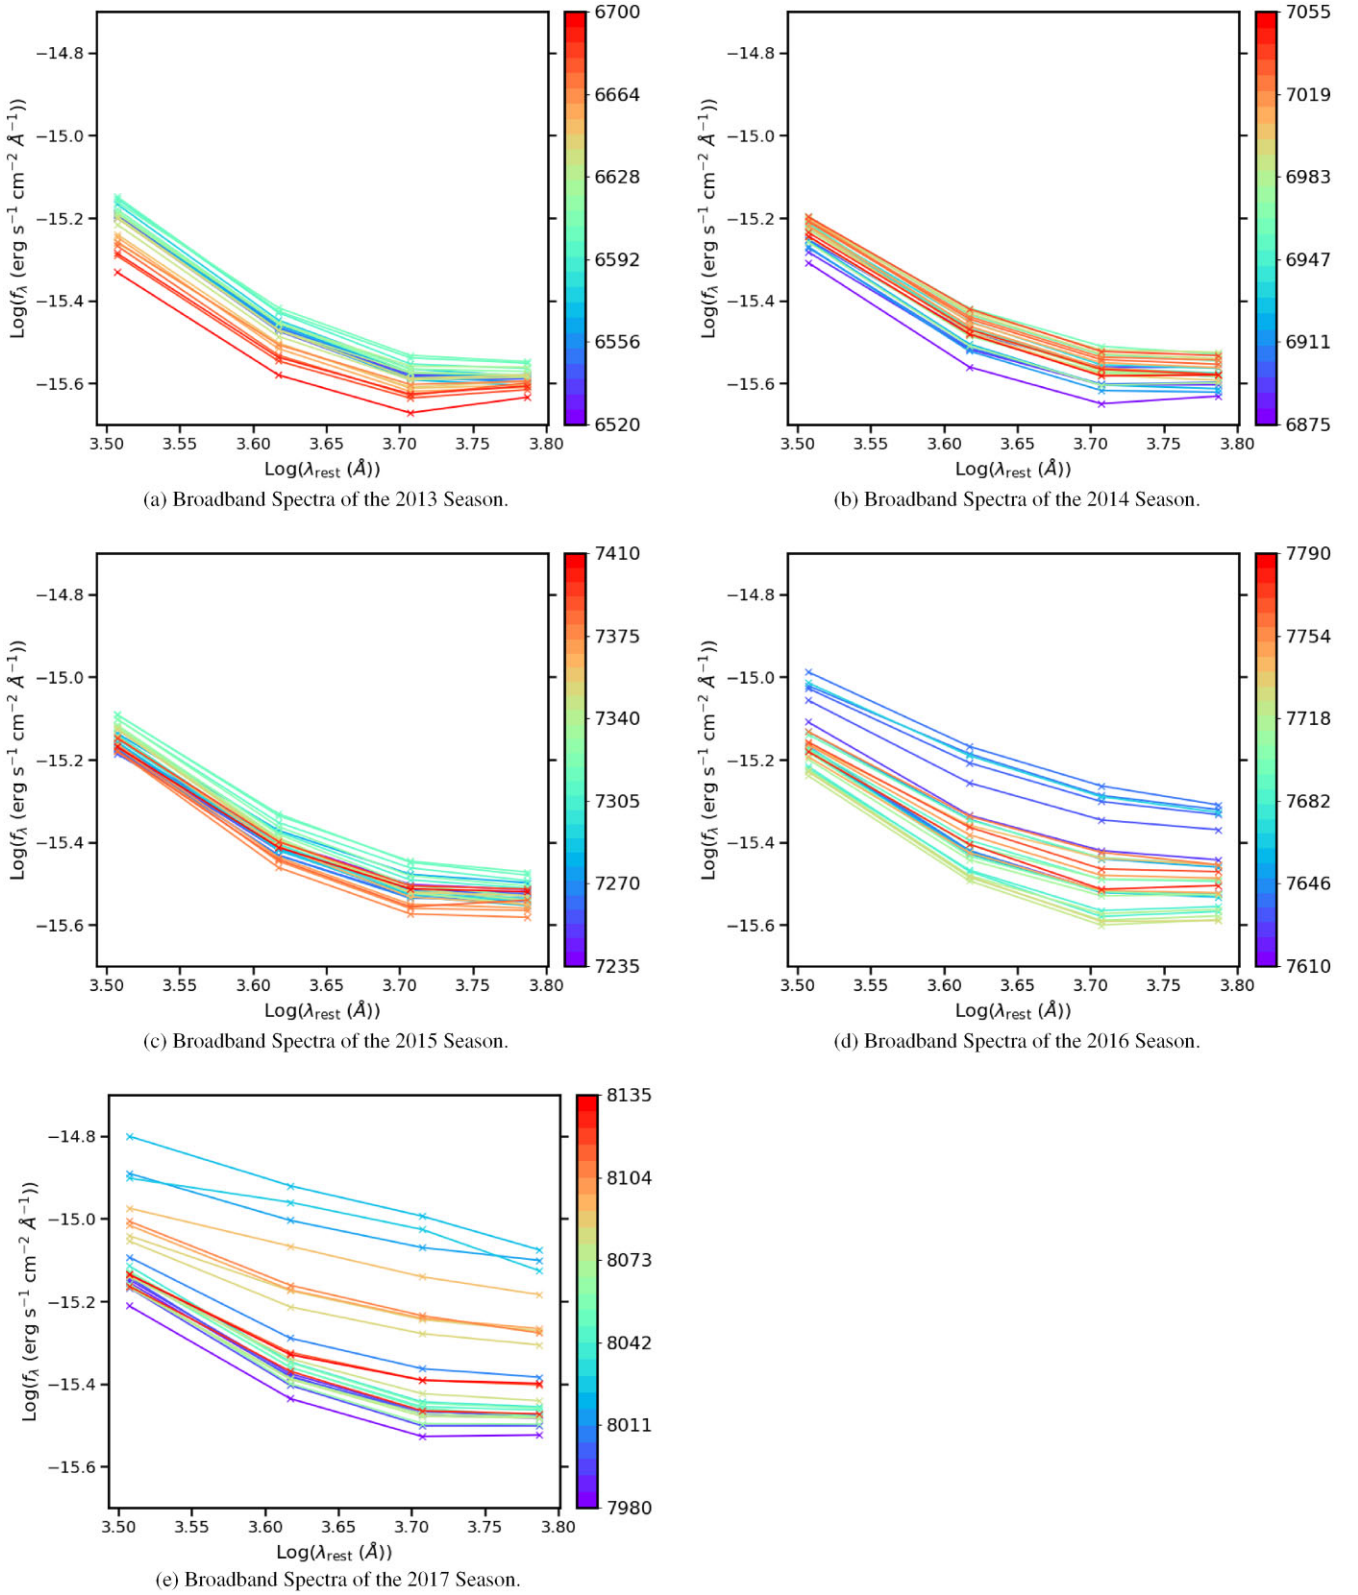 −14.8
−15.0
−15.2
−15.4
−15.6
Log(fλ (erg s⁻¹ cm⁻² Å⁻¹))
3.50 3.55 3.60 3.65 3.70 3.75 3.80
Log(λrest (Å))
6700
6664
6628
6592
6556
6520
(a) Broadband Spectra of the 2013 Season.
−14.8
−15.0
−15.2
−15.4
−15.6
Log(fλ (erg s⁻¹ cm⁻² Å⁻¹))
3.50 3.55 3.60 3.65 3.70 3.75 3.80
Log(λrest (Å))
7055
7019
6983
6947
6911
6875
(b) Broadband Spectra of the 2014 Season.
−14.8
−15.0
−15.2
−15.4
−15.6
Log(fλ (erg s⁻¹ cm⁻² Å⁻¹))
3.50 3.55 3.60 3.65 3.70 3.75 3.80
Log(λrest (Å))
7410
7375
7340
7305
7270
7235
(c) Broadband Spectra of the 2015 Season.
−14.8
−15.0
−15.2
−15.4
−15.6
Log(fλ (erg s⁻¹ cm⁻² Å⁻¹))
3.50 3.55 3.60 3.65 3.70 3.75 3.80
Log(λrest (Å))
7790
7754
7718
7682
7646
7610
(d) Broadband Spectra of the 2016 Season.
−14.8
−15.0
−15.2
−15.4
−15.6
Log(fλ (erg s⁻¹ cm⁻² Å⁻¹))
3.50 3.55 3.60 3.65 3.70 3.75 3.80
Log(λrest (Å))
8135
8104
8073
8042
8011
7980
(e) Broadband Spectra of the 2017 Season.